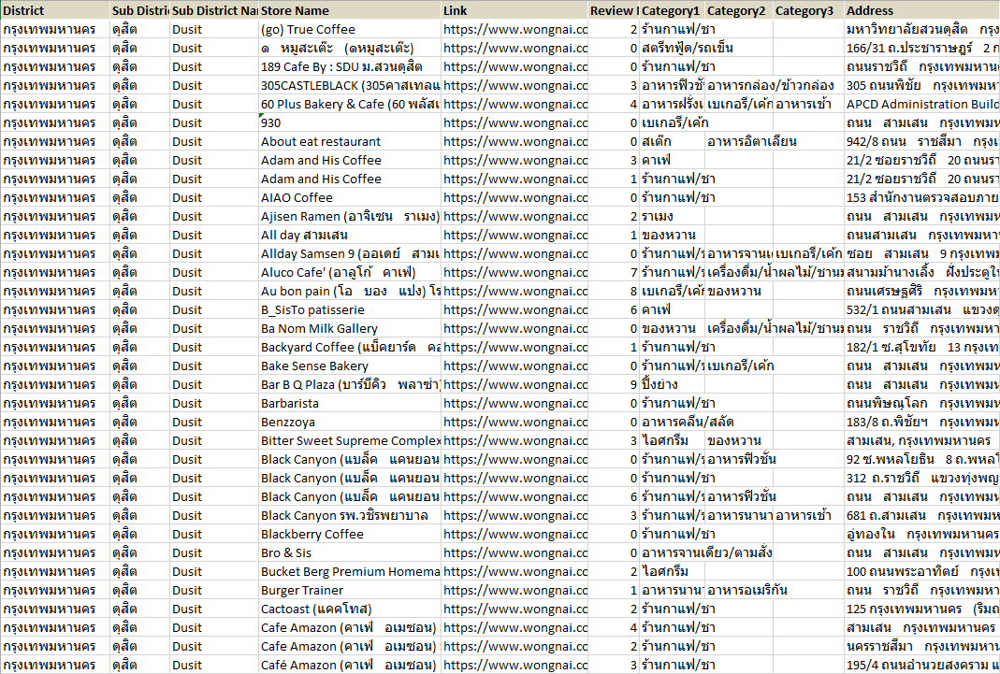 District Sub Distri Sub District Na Store Name Link Review Category1 Category2 Category3 Address
กรุงเทพมหานคร ดุสิต Dusit (go) True Coffee https://www.wongnai.cc 2 ร้านกาแฟ/ชา มหาวิทยาลัยสวนดุสิต กรุง
กรุงเทพมหานคร ดุสิต Dusit ๑ หมูสะเต๊ะ (๑หมูสะเต๊ะ) https://www.wongnai.cc 0 สตรีทฟู้ด/รถเข็น 166/31 ถ.ประชาราษฎร์ 2 ก
กรุงเทพมหานคร ดุสิต Dusit 189 Cafe By : SDU ม.สวนดุสิต https://www.wongnai.cc 0 ร้านกาแฟ/ชา ถนนราชวิถี กรุงเทพมหาน
กรุงเทพมหานคร ดุสิต Dusit 305CASTLEBLACK (305คาสเทลแ https://www.wongnai.cc 3 อาหารฟิวชั่ อาหารกล่อง/ข้าวกล่อง 305 ถนนพิชัย กรุงเทพมหา
กรุงเทพมหานคร ดุสิต Dusit 60 Plus Bakery & Cafe (60 พลัสเ https://www.wongnai.cc 4 อาหารฝรั่งเ เบเกอรี/เค้ก อาหารเช้า APCD Administration Build
กรุงเทพมหานคร ดุสิต Dusit 930 https://www.wongnai.cc 0 เบเกอรี/เค้ก ถนน สามเสน กรุงเทพมหา
กรุงเทพมหานคร ดุสิต Dusit About eat restaurant https://www.wongnai.cc 0 สเต๊ก อาหารอิตาเลียน 942/8 ถนน ราชสีมา กรุงเ
กรุงเทพมหานคร ดุสิต Dusit Adam and His Coffee https://www.wongnai.cc 3 คาเฟ่ 21/2 ซอยราชวิถี 20 ถนนรา
กรุงเทพมหานคร ดุสิต Dusit Adam and His Coffee https://www.wongnai.cc 1 ร้านกาแฟ/ชา 21/2 ซอยราชวิถี 20 ถนนรา
กรุงเทพมหานคร ดุสิต Dusit AIAO Coffee https://www.wongnai.cc 0 ร้านกาแฟ/ชา 153 สำนักงานตรวจสอบภาย
กรุงเทพมหานคร ดุสิต Dusit Ajisen Ramen (อาจิเซน ราเมง) https://www.wongnai.cc 2 ราเมง ถนน สามเสน กรุงเทพมหา
กรุงเทพมหานคร ดุสิต Dusit All day สามเสน https://www.wongnai.cc 1 ของหวาน ถนนสามเสน กรุงเทพมหา
กรุงเทพมหานคร ดุสิต Dusit Allday Samsen 9 (ออเดย์ สามเ https://www.wongnai.cc 0 ร้านกาแฟ/ช อาหารจานเ เบเกอรี/เค้ก ซอย สามเสน 9 กรุงเทพม
กรุงเทพมหานคร ดุสิต Dusit Aluco Cafe' (อาลูโก้ คาเฟ่) https://www.wongnai.cc 7 ร้านกาแฟ/ช เครื่องดื่ม/น้ำผลไม้/ชานม สนามม้านางเลิ้ง ฝั่งประตูใ
กรุงเทพมหานคร ดุสิต Dusit Au bon pain (โอ บอง แปง) โร https://www.wongnai.cc 8 เบเกอรี/เค้ก ของหวาน ถนนเศรษฐศิริ กรุงเทพมหา
กรุงเทพมหานคร ดุสิต Dusit B_SisTo patisserie https://www.wongnai.cc 6 คาเฟ่ 532/1 ถนนสามเสน แขวงดุ
กรุงเทพมหานคร ดุสิต Dusit Ba Nom Milk Gallery https://www.wongnai.cc 0 ของหวาน เครื่องดื่ม/น้ำผลไม้/ชานม ถนน ราชวิถี กรุงเทพมหา
กรุงเทพมหานคร ดุสิต Dusit Backyard Coffee (แบ็คยาร์ด คอ https://www.wongnai.cc 1 ร้านกาแฟ/ชา 182/1 ซ.สุโขทัย 13 กรุงเท
กรุงเทพมหานคร ดุสิต Dusit Bake Sense Bakery https://www.wongnai.cc 0 ร้านกาแฟ/ช เบเกอรี/เค้ก ถนน สามเสน กรุงเทพมหา
กรุงเทพมหานคร ดุสิต Dusit Bar B Q Plaza (บาร์บีคิว พลาซ่า) https://www.wongnai.cc 9 ปิ้งย่าง ถนน สามเสน กรุงเทพมหา
กรุงเทพมหานคร ดุสิต Dusit Barbarista https://www.wongnai.cc 0 ร้านกาแฟ/ชา ถนนพิษณุโลก กรุงเทพมห
กรุงเทพมหานคร ดุสิต Dusit Benzzoya https://www.wongnai.cc 0 อาหารคลีน/สลัด 183/8 ถ.พิชัยฯ กรุงเทพมห
กรุงเทพมหานคร ดุสิต Dusit Bitter Sweet Supreme Complex https://www.wongnai.cc 3 ไอศกรีม ของหวาน สามเสน, กรุงเทพมหานคร
กรุงเทพมหานคร ดุสิต Dusit Black Canyon (แบล็ค แคนยอน https://www.wongnai.cc 0 ร้านกาแฟ/ช อาหารฟิวชั่น 92 ซ.พหลโยธิน 8 ถ.พหลโ
กรุงเทพมหานคร ดุสิต Dusit Black Canyon (แบล็ค แคนยอน https://www.wongnai.cc 0 ร้านกาแฟ/ชา 312 ถ.ราชวิถี แขวงทุ่งพญ
กรุงเทพมหานคร ดุสิต Dusit Black Canyon (แบล็ค แคนยอน https://www.wongnai.cc 6 ร้านกาแฟ/ช อาหารฟิวชั่น ถนน สามเสน กรุงเทพมหา
กรุงเทพมหานคร ดุสิต Dusit Black Canyon รพ.วชิรพยาบาล https://www.wongnai.cc 3 ร้านกาแฟ/ช อาหารนานา อาหารเช้า 681 ถ.สามเสน กรุงเทพมห
กรุงเทพมหานคร ดุสิต Dusit Blackberry Coffee https://www.wongnai.cc 0 ร้านกาแฟ/ชา อู่ทองใน กรุงเทพมหานคร
กรุงเทพมหานคร ดุสิต Dusit Bro & Sis https://www.wongnai.cc 0 อาหารจานเดียว/ตามสั่ง ถนน สามเสน กรุงเทพมหา
กรุงเทพมหานคร ดุสิต Dusit Bucket Berg Premium Homema https://www.wongnai.cc 2 ไอศกรีม 100 ถนนพระอาทิตย์ กรุงเ
กรุงเทพมหานคร ดุสิต Dusit Burger Trainer https://www.wongnai.cc 1 อาหารนานา อาหารอเมริกัน ถนน ราชวิถี กรุงเทพมหา
กรุงเทพมหานคร ดุสิต Dusit Cactoast (แคคโทส) https://www.wongnai.cc 2 ร้านกาแฟ/ชา 125 กรุงเทพมหานคร (ริมถ
กรุงเทพมหานคร ดุสิต Dusit Cafe Amazon (คาเฟ่ อเมซอน) https://www.wongnai.cc 4 ร้านกาแฟ/ชา สามเสน กรุงเทพมหานคร
กรุงเทพมหานคร ดุสิต Dusit Cafe Amazon (คาเฟ่ อเมซอน) https://www.wongnai.cc 2 ร้านกาแฟ/ชา นครราชสีมา กรุงเทพมหาน
กรุงเทพมหานคร ดุสิต Dusit Café Amazon (คาเฟ่ อเมซอน) https://www.wongnai.cc 3 ร้านกาแฟ/ชา 195/4 ถนนอำนวยสงคราม แ